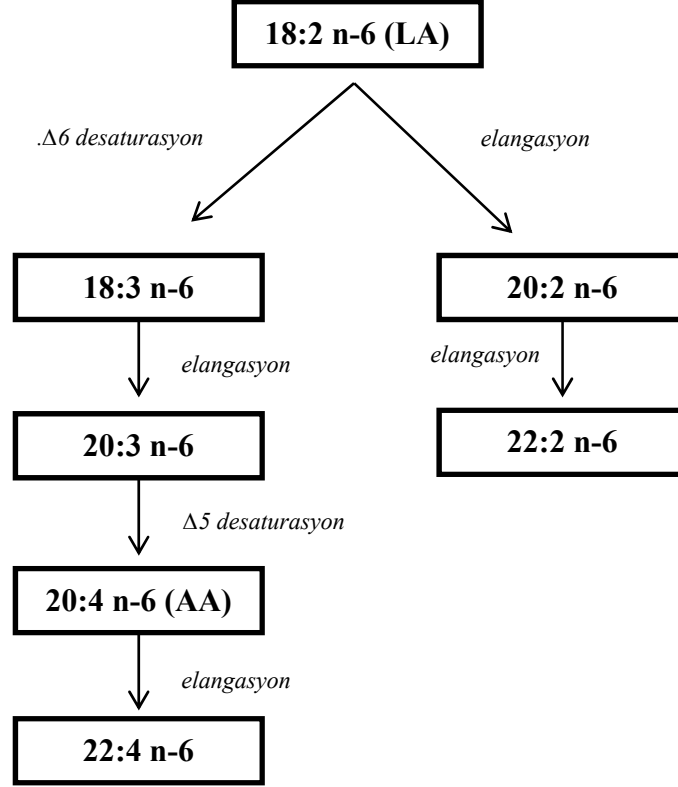 18:2 n-6 (LA)
.Δ6 desaturasyon
elangasyon
18:3 n-6
20:2 n-6
elangasyon
elangasyon
20:3 n-6
22:2 n-6
Δ5 desaturasyon
20:4 n-6 (AA)
elangasyon
22:4 n-6